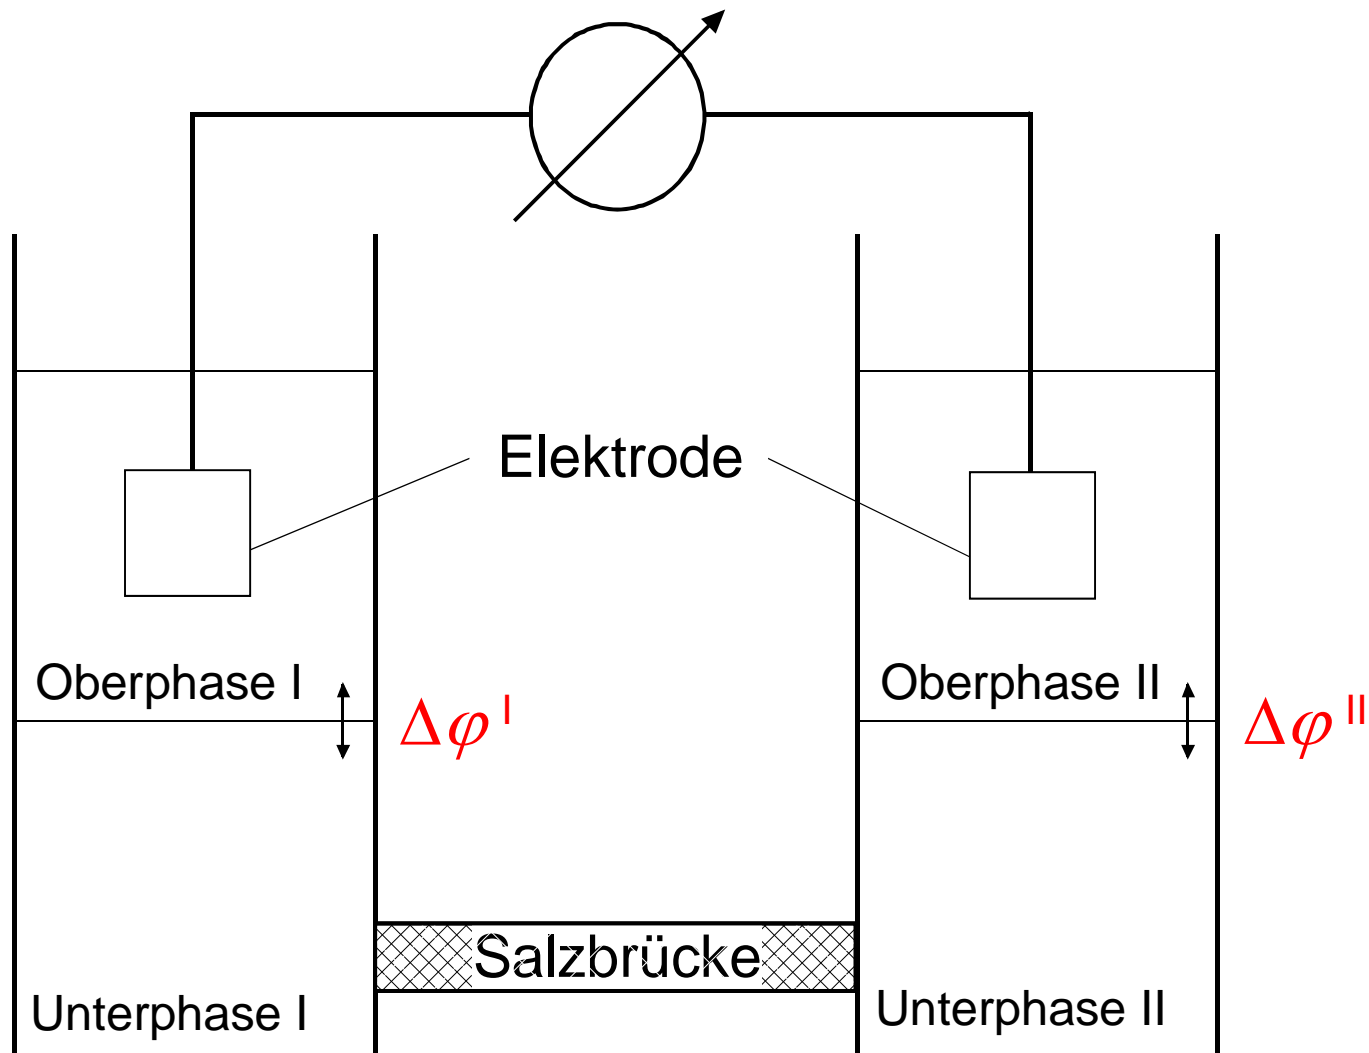 Elektrode
Oberphase I
Δφ I
Oberphase II
Δφ II
Salzbrücke
Unterphase I
Unterphase II